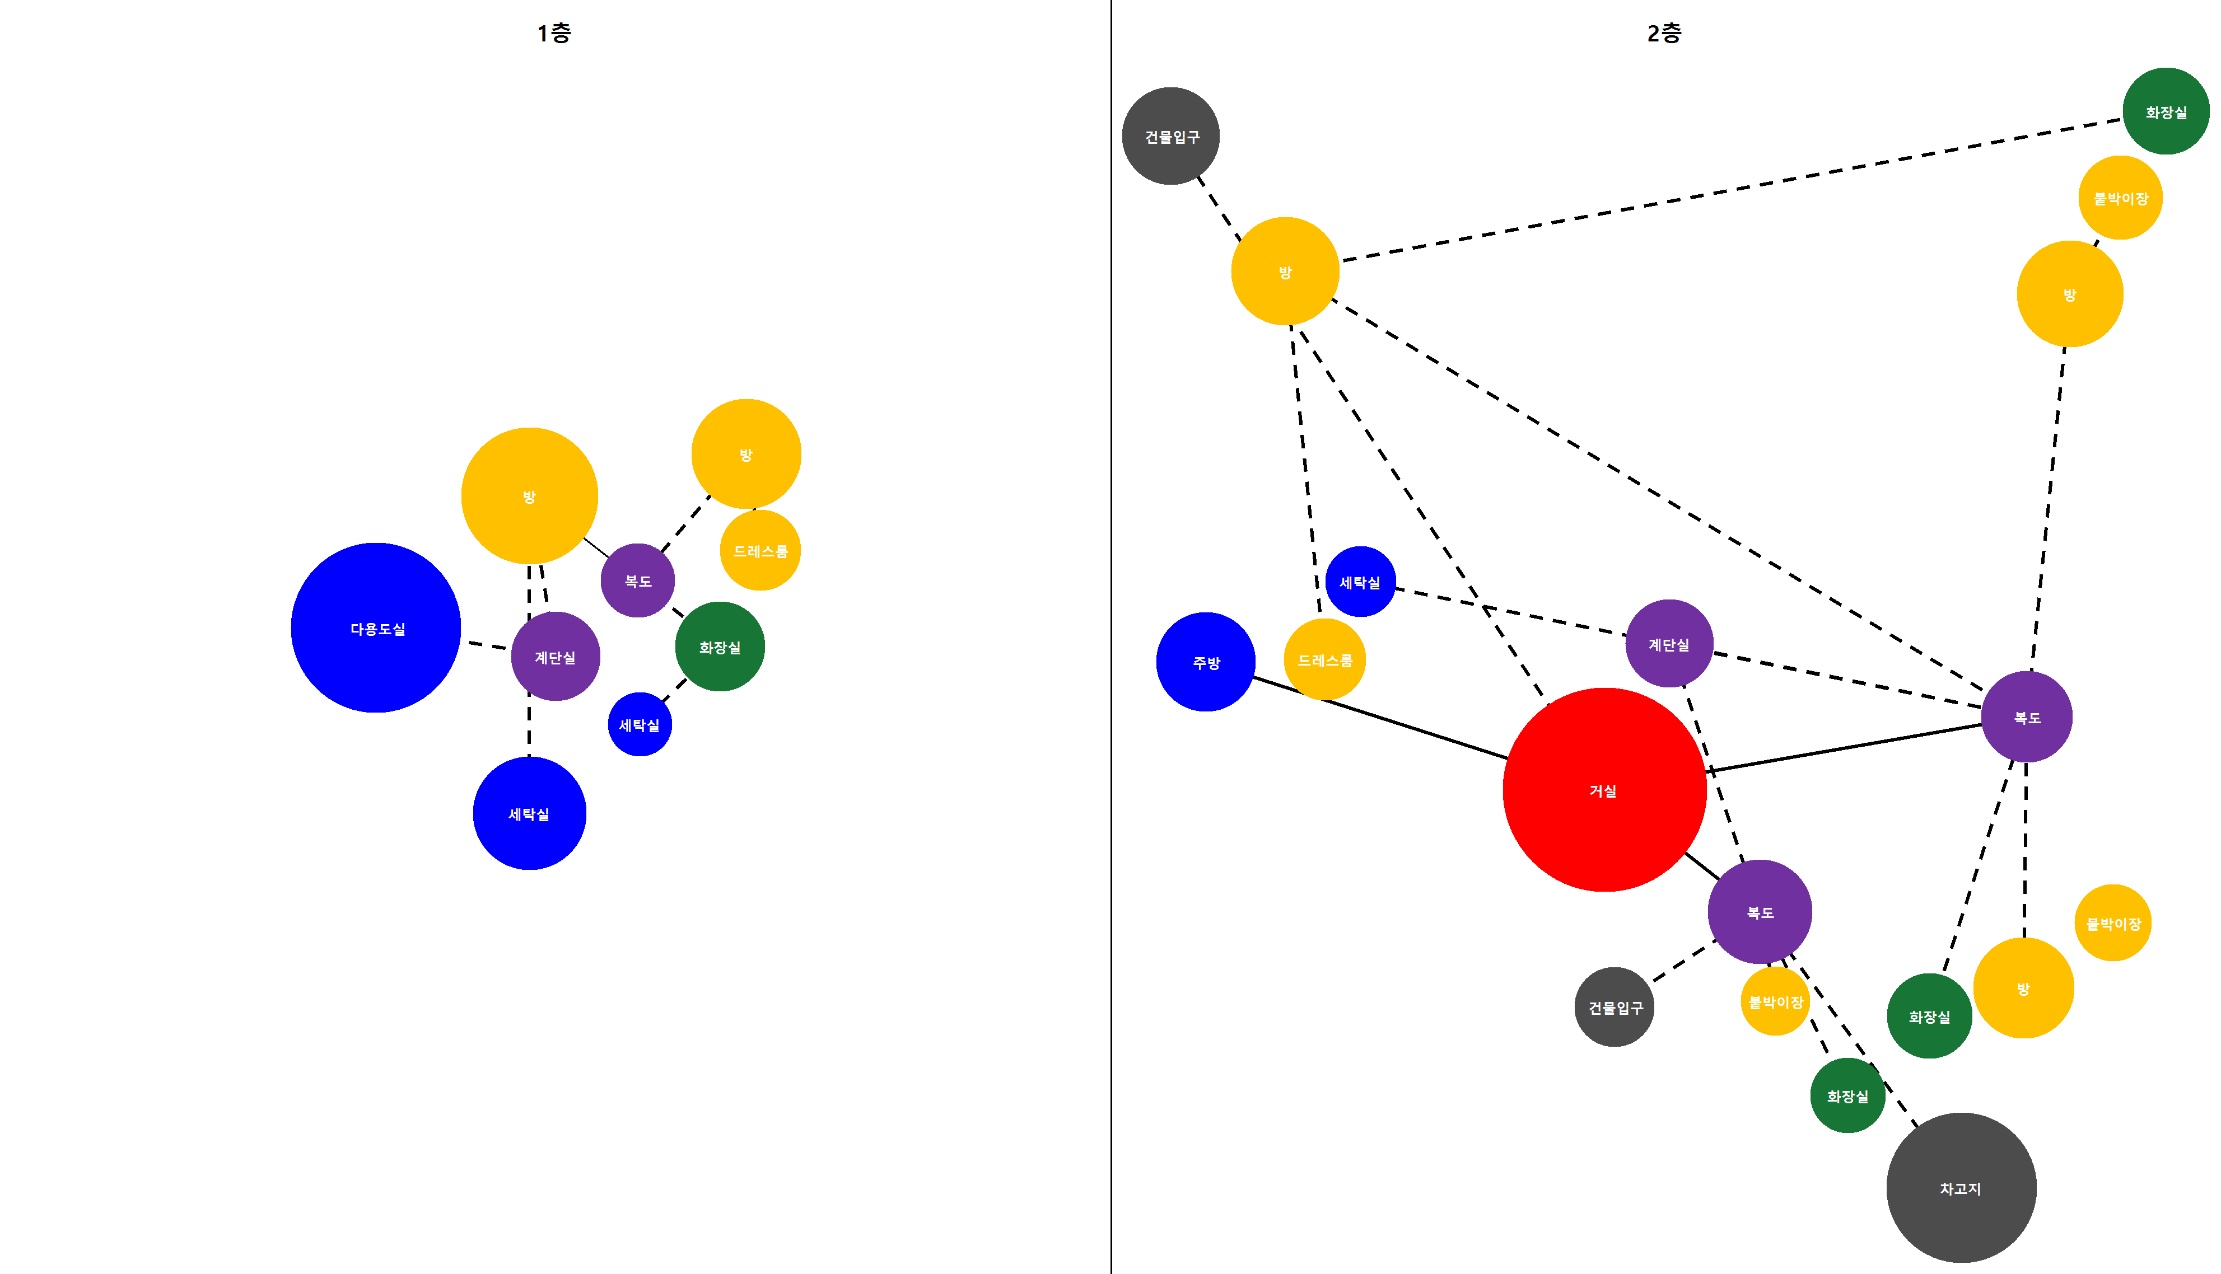 1층
방
방
드레스룸
복도
다용도실
계단실
화장실
세탁실
세탁실
2층
화장실
건물입구
붙박이장
방
방
세탁실
계단실
드레스룸
주방
복도
거실
복도
붙박이장
방
붙박이장
건물입구
화장실
화장실
차고지